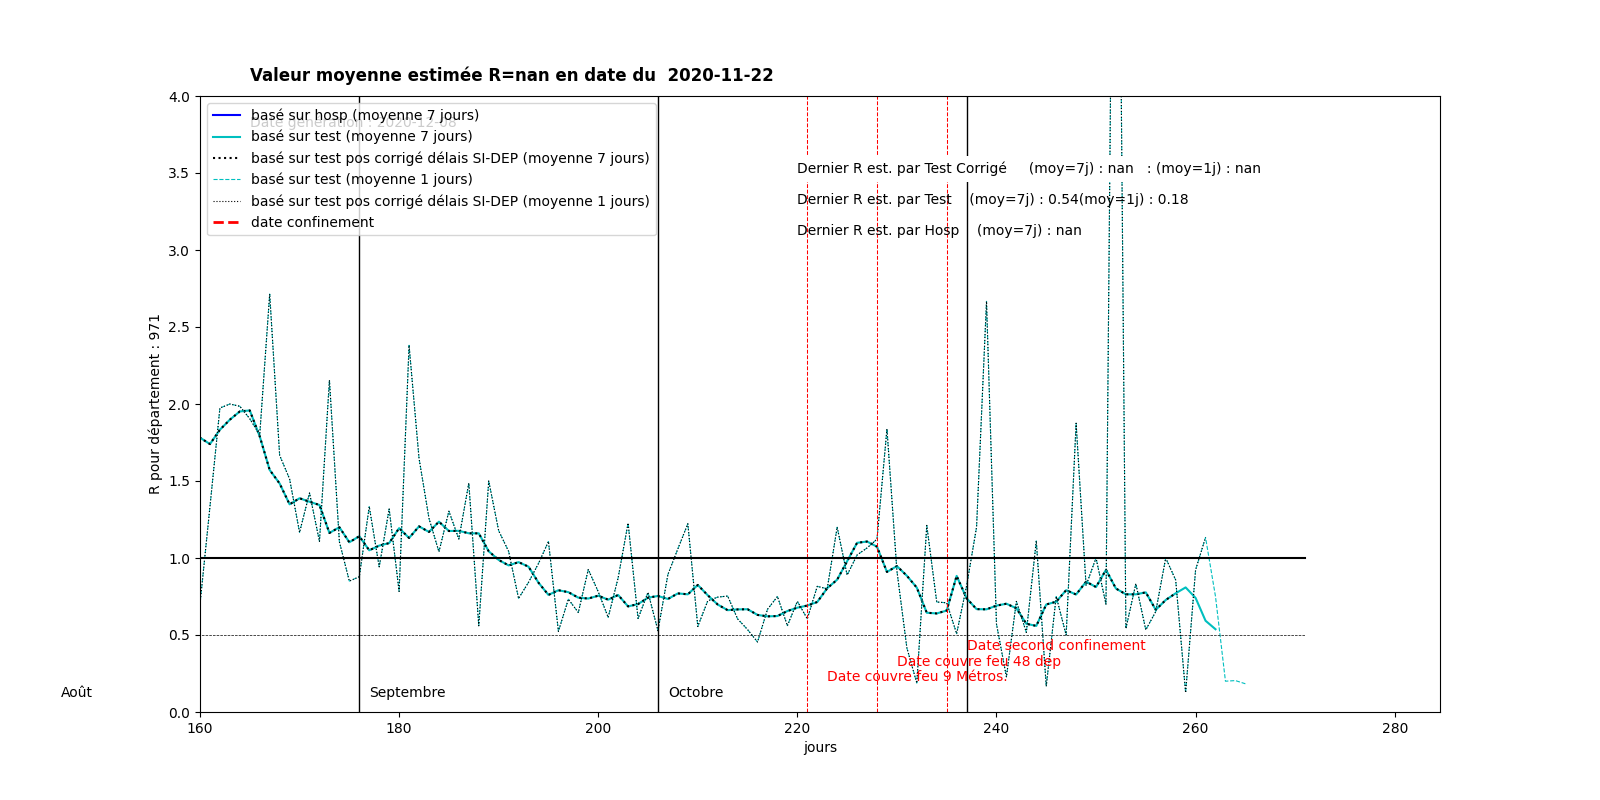 Valeur moyenne estimée R=nan en date du  2020-11-22
Date génération : 2020-12-08
basé sur hosp (moyenne 7 jours)
basé sur test (moyenne 7 jours)
basé sur test pos corrigé délais SI-DEP (moyenne 7 jours)
basé sur test (moyenne 1 jours)
basé sur test pos corrigé délais SI-DEP (moyenne 1 jours)
date confinement
Dernier R est. par Test Corrigé (moy=7j) : nan : (moy=1j) : nan
Dernier R est. par Test (moy=7j) : 0.54(moy=1j) : 0.18
Dernier R est. par Hosp (moy=7j) : nan
R pour département : 971
4.0
3.5
3.0
2.5
2.0
1.5
1.0
0.5
0.0
Date second confinement
Date couvre feu 48 dep
Date couvre feu 9 Métros.
Août
Septembre
Octobre
160 180 200 220 240 260 280
jours